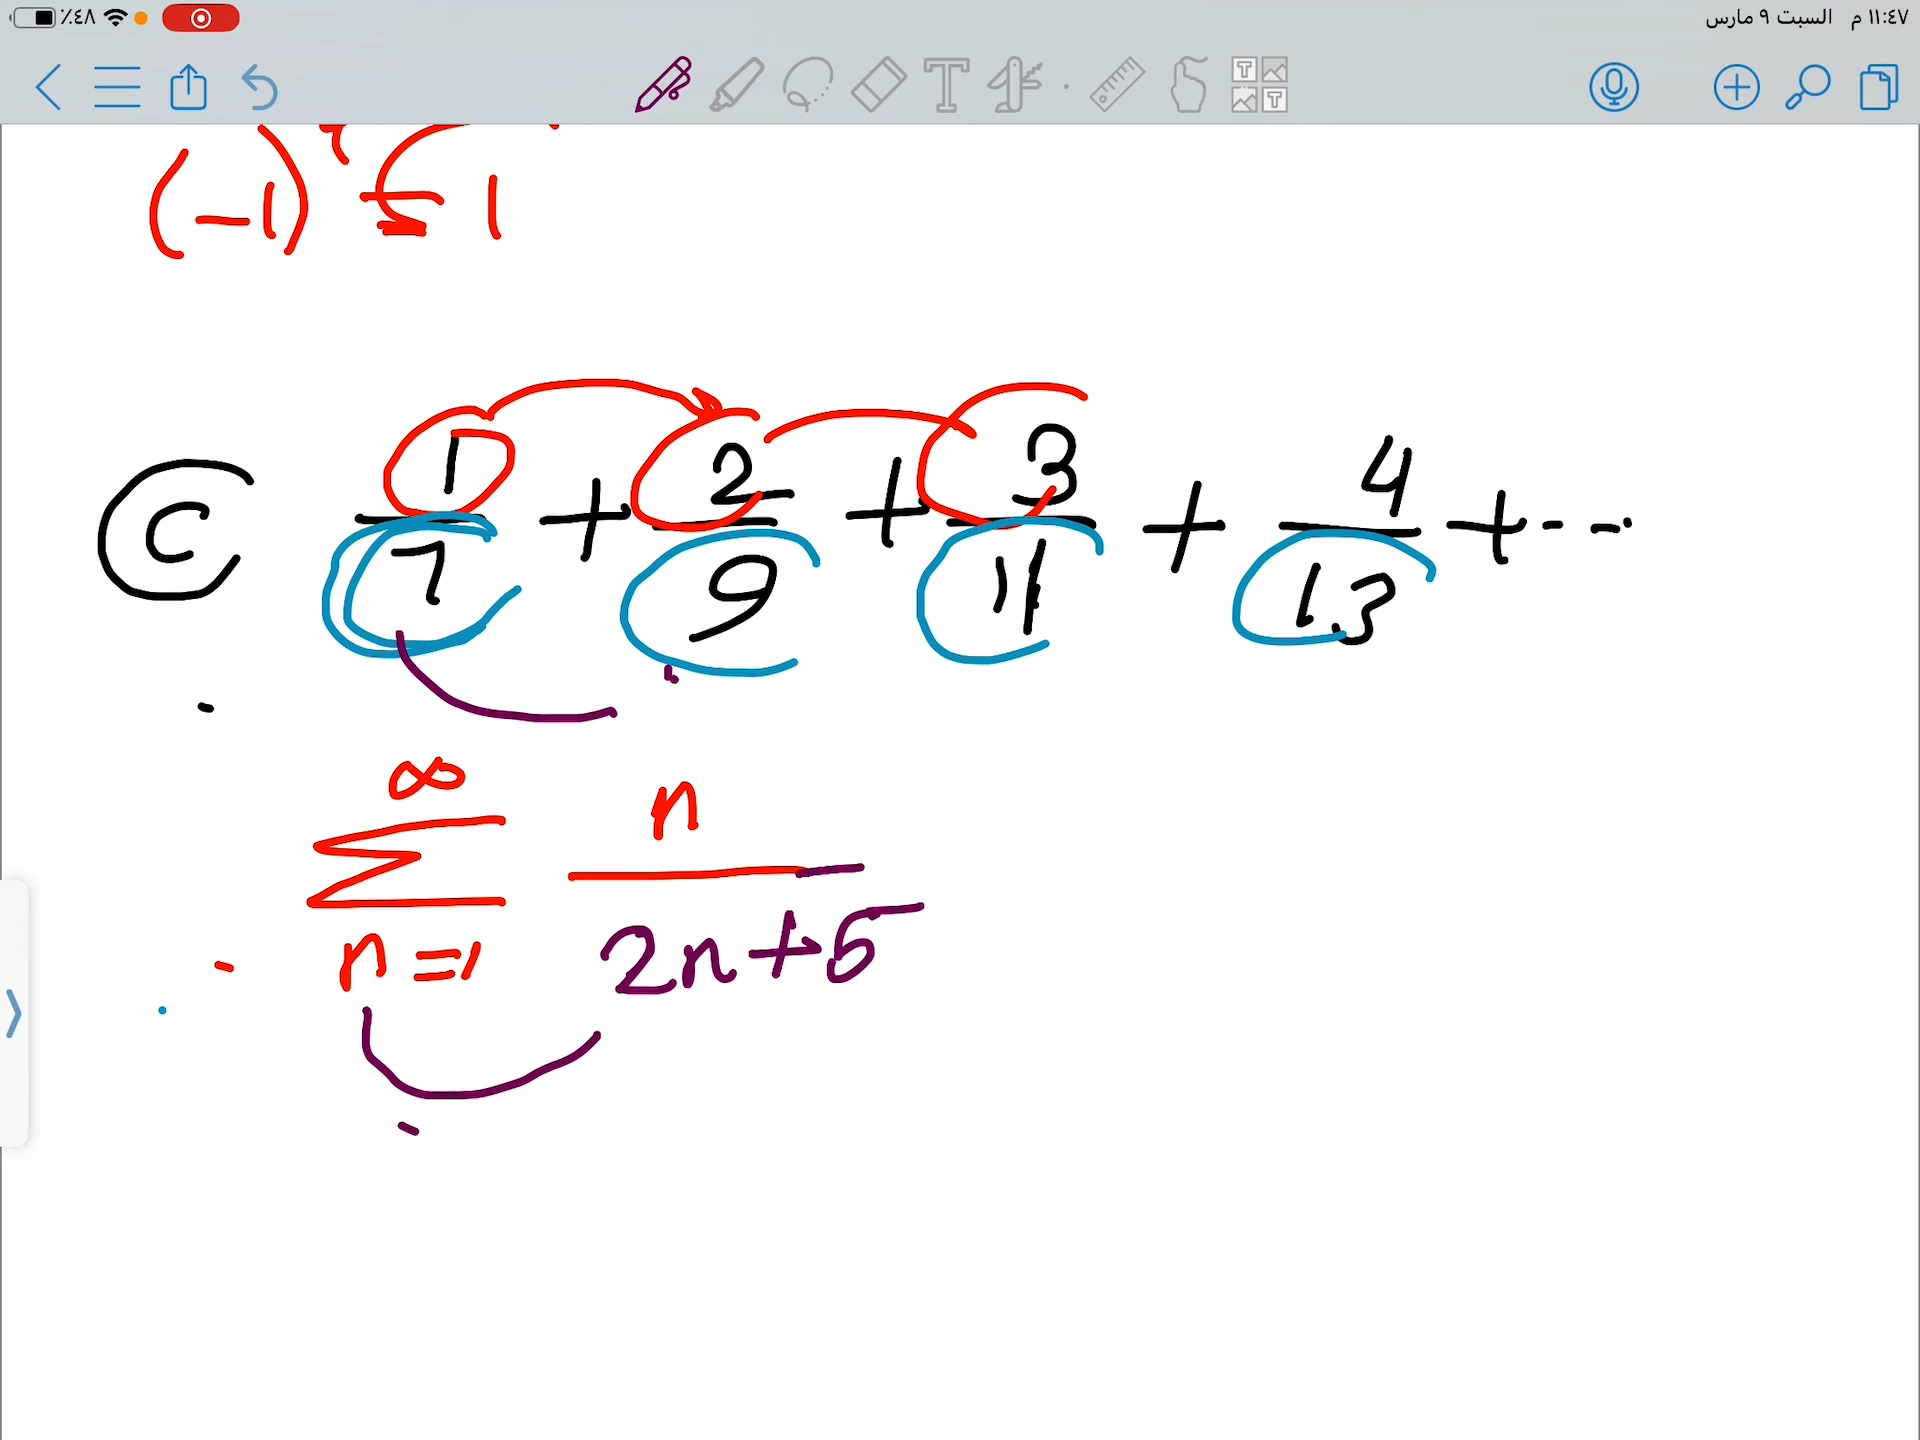 ٪٤٨ السبت ٩ مارس ١١:٤٧ م
(-1) = 1
C 1/7 + 2/9 + 3/11 + 4/13 + ...
∞
∑ n/(2n+5)
n=1